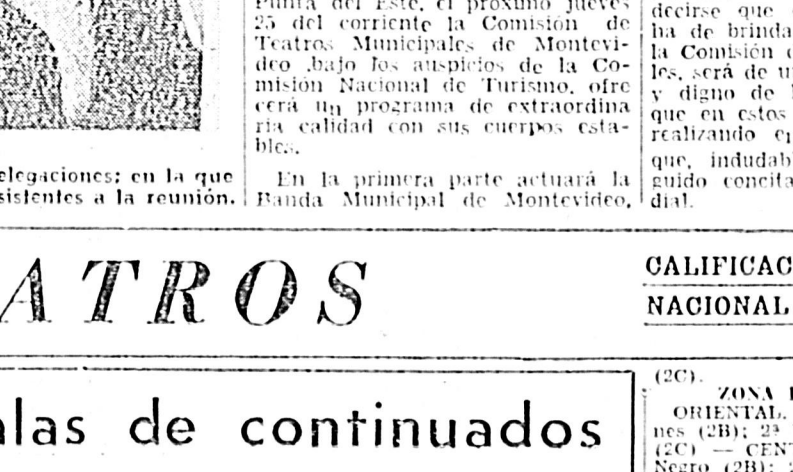 elegaciones; en la que
sistentes a la reunión.
Punta del Este, el próximo jueves
25 del corriente la Comisión de
Teatros Municipales de Montevi-
deo .bajo los auspicios de la Co-
misión Nacional de Turismo, ofre
cerá un programa de extraordina
ria calidad con sus cuerpos esta-
bles.
En la primera parte actuará la
Banda Municipal de Montevideo,
decirse que
ha de brinda
la Comisión
les, será de u
y digno de
que en estos
realizando
que, indudab
guido concita
dial.
ATROS
CALIFICAC
NACIONAL
alas de continuados
(2C).
ZONA
ORIENTAL.
nes (2B); 2ª
(2C) — CEN
Negro (2B);